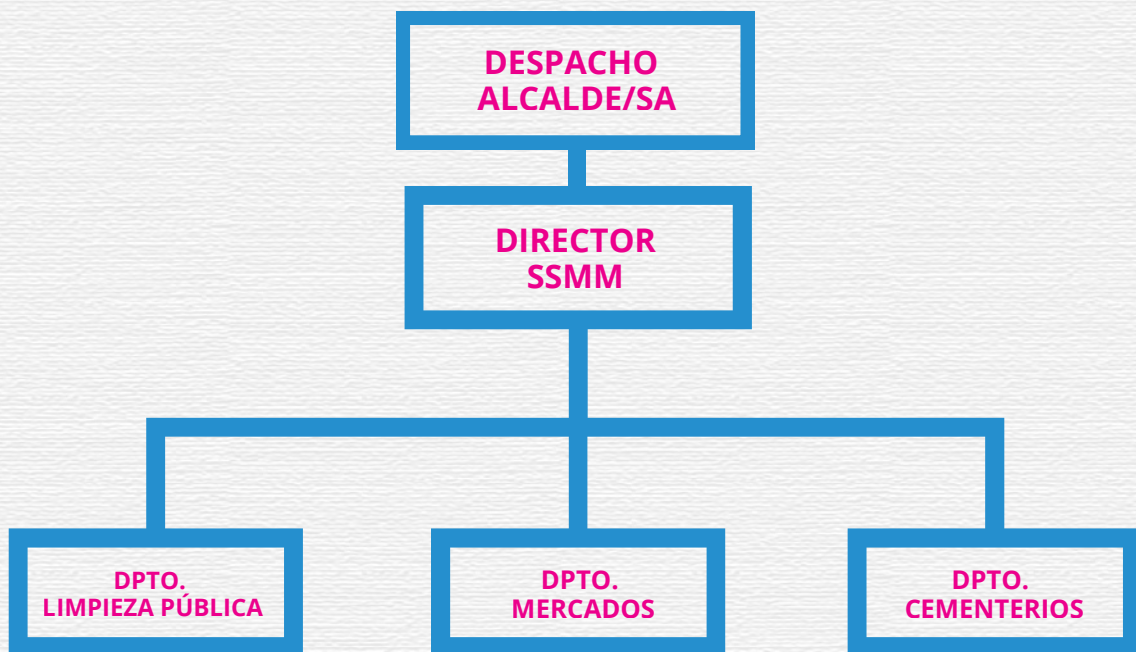 DESPACHO
ALCALDE/SA
DIRECTOR
SSMM
DPTO.
LIMPIEZA PÚBLICA
DPTO.
MERCADOS
DPTO.
CEMENTERIOS